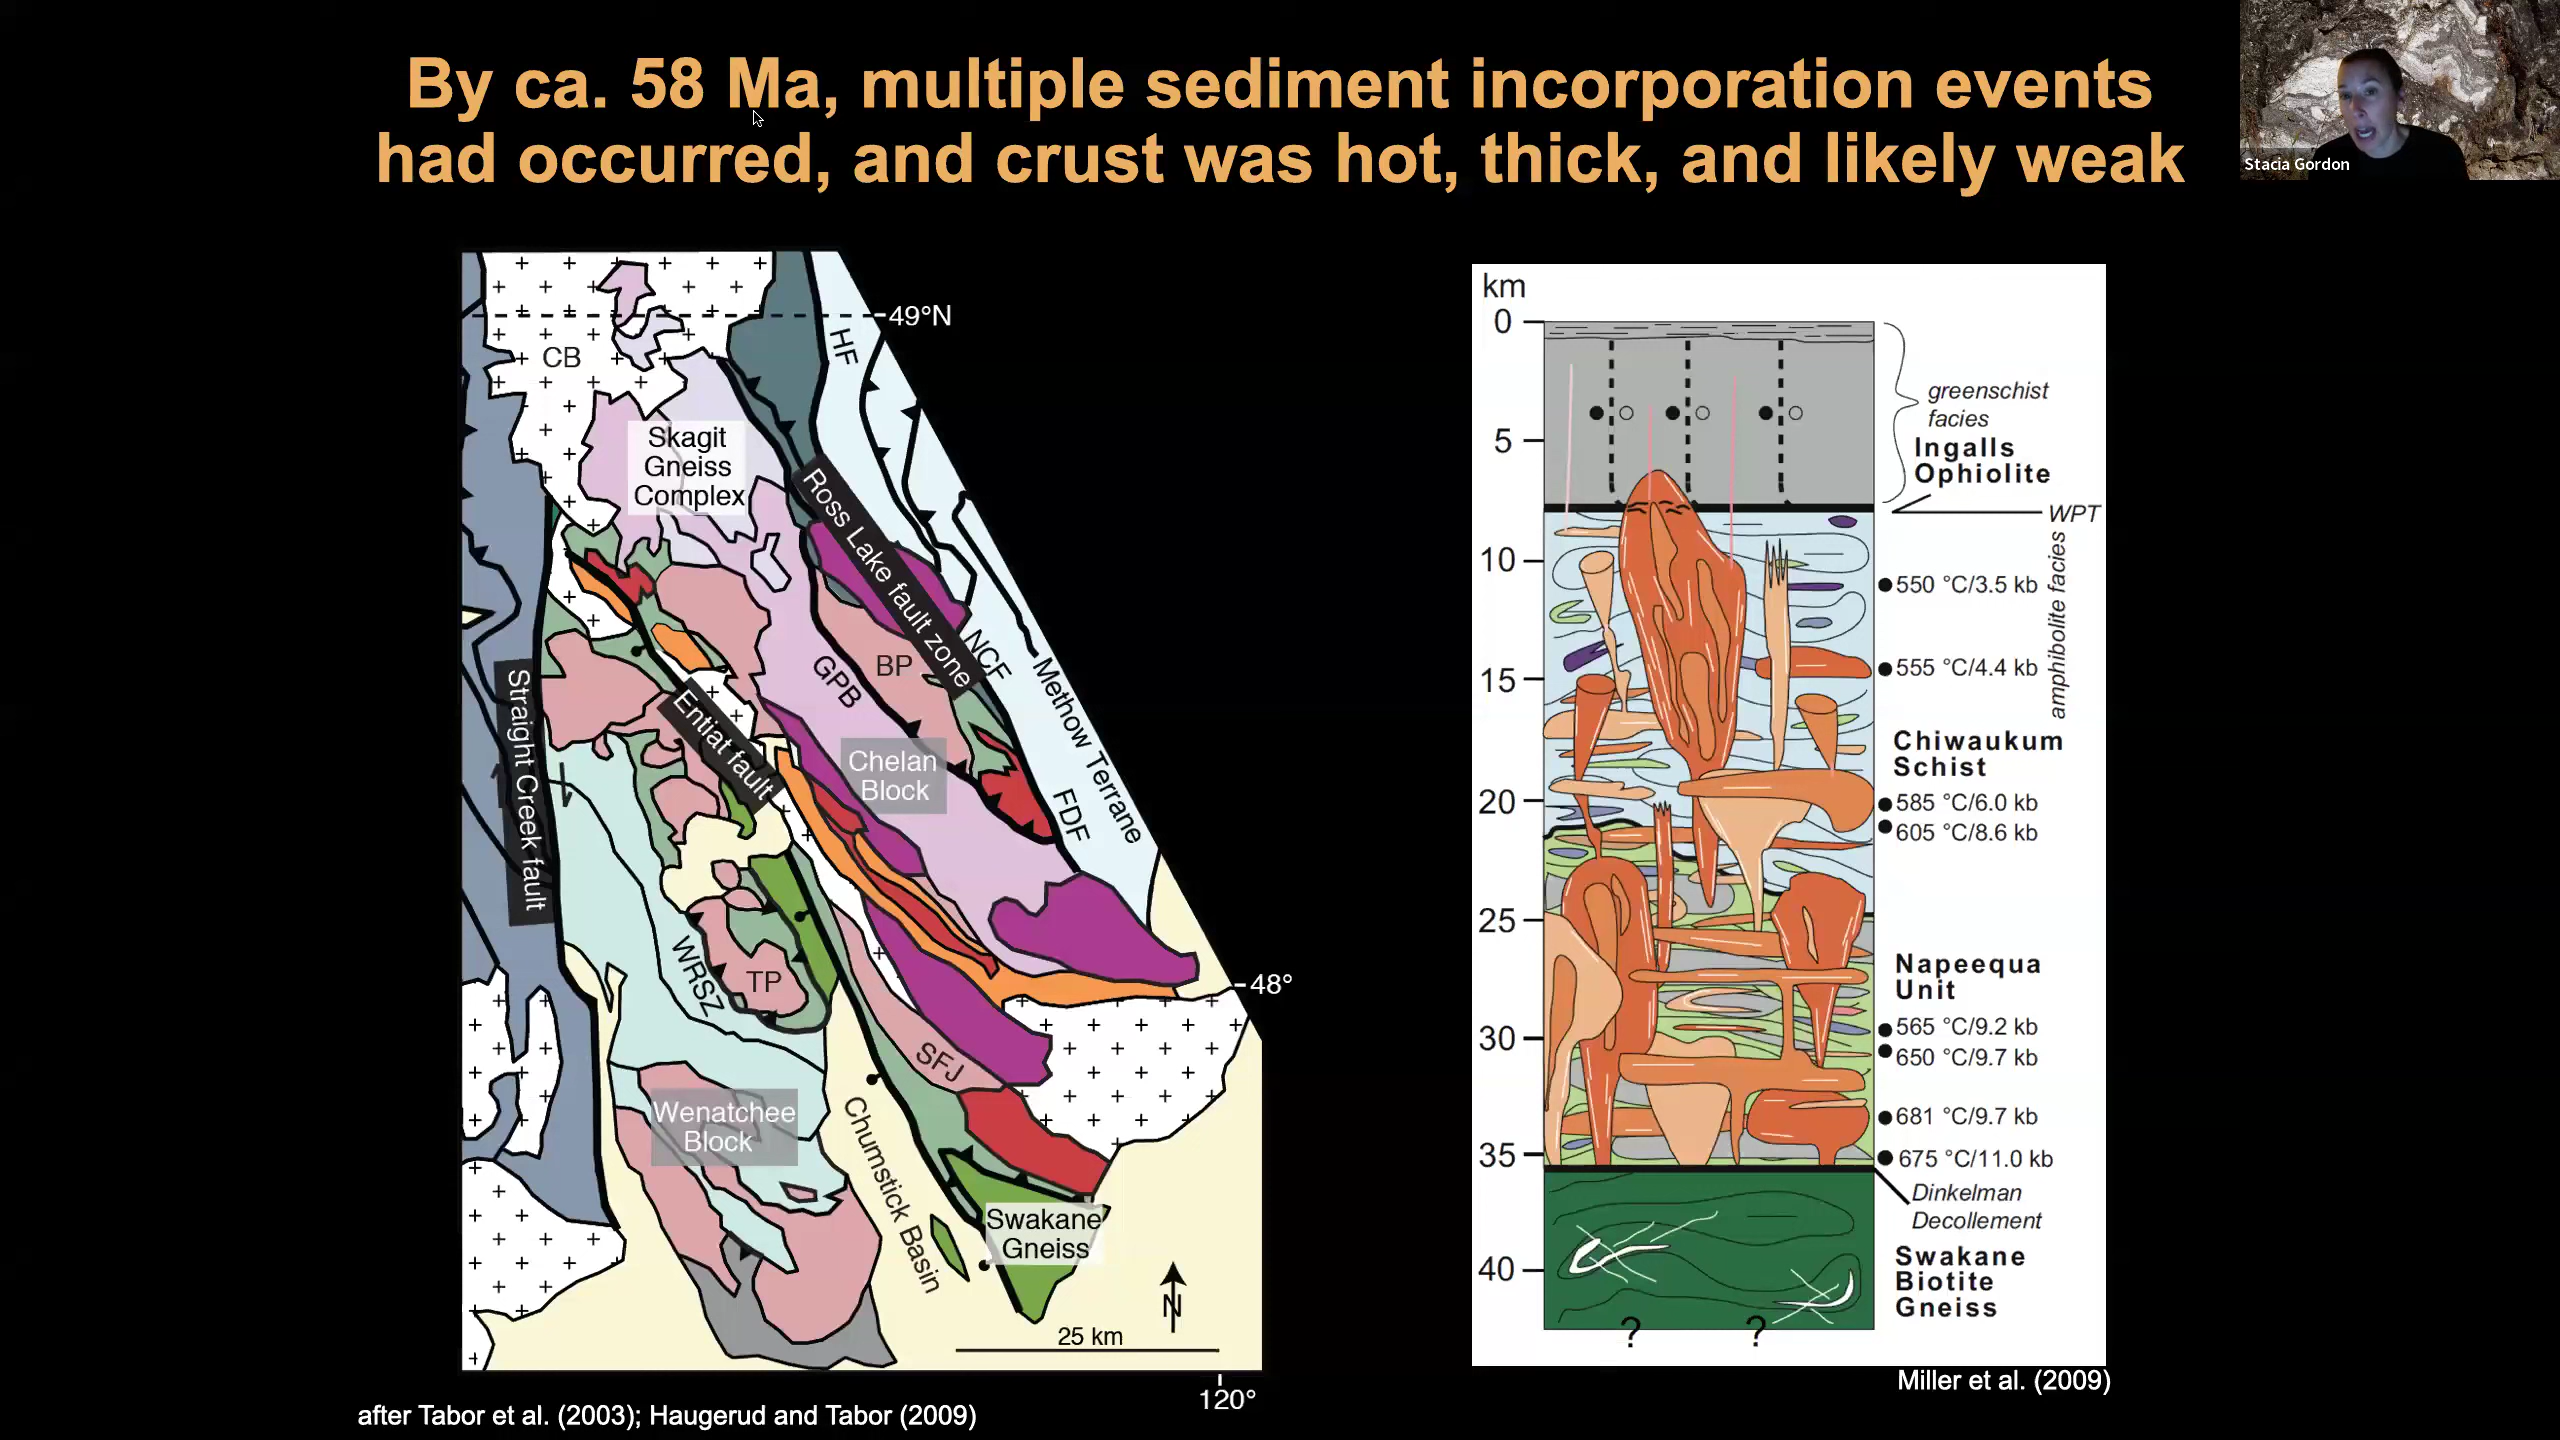 By ca. 58 Ma, multiple sediment incorporation events
had occurred, and crust was hot, thick, and likely weak
Stacia Gordon
49°N
HF
CB
Skagit
Gneiss
Complex
Ross Lake fault zone
NCF
Methow Terrane
BP
GPB
Straight Creek fault
Entiat fault
Chelan
Block
FDF
WRSZ
TP
48°
SFJ
Wenatchee
Block
Chumstick Basin
Swakane
Gneiss
N
25 km
120°
after Tabor et al. (2003); Haugerud and Tabor (2009)
km
0
5
10
15
20
25
30
35
40
greenschist
facies
Ingalls
Ophiolite
WPT
amphibolite facies
550 °C/3.5 kb
555 °C/4.4 kb
Chiwaukum
Schist
585 °C/6.0 kb
605 °C/8.6 kb
Napeequa
Unit
565 °C/9.2 kb
650 °C/9.7 kb
681 °C/9.7 kb
675 °C/11.0 kb
Dinkelman
Decollement
Swakane
Biotite
Gneiss
? ?
Miller et al. (2009)